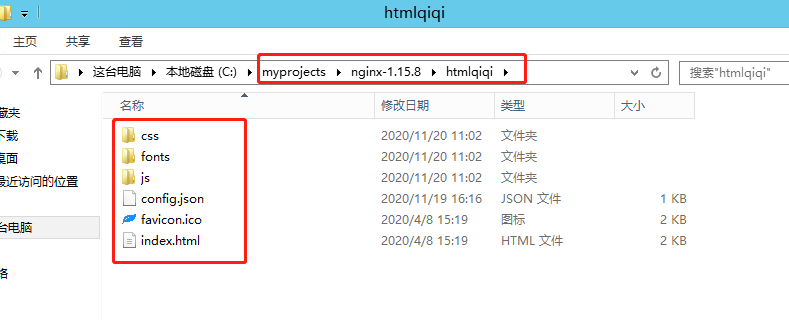 htmlqiqi
主页 共享 查看
这台电脑 本地磁盘 (C:) myprojects nginx-1.15.8 htmlqiqi 搜索"htmlqiqi"
名称 修改日期 类型 大小
藏夹
下载
桌面
最近访问的位置
台电脑
络
css 2020/11/20 11:02 文件夹
fonts 2020/11/20 11:02 文件夹
js 2020/11/20 11:02 文件夹
config.json 2020/11/19 16:16 JSON 文件 1 KB
favicon.ico 2020/4/8 15:19 图标 2 KB
index.html 2020/4/8 15:19 HTML 文件 2 KB